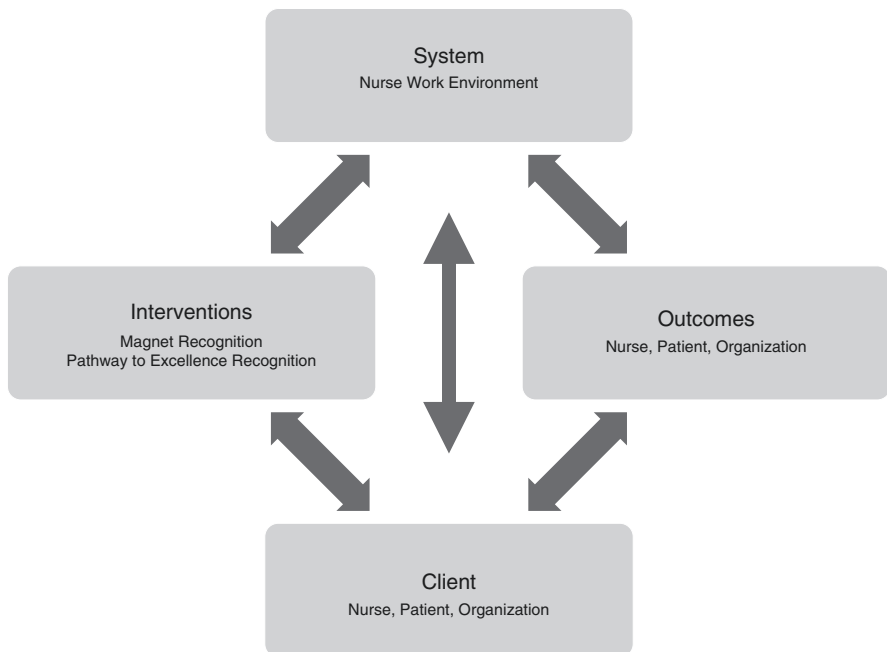 System
Nurse Work Environment
Interventions
Magnet Recognition
Pathway to Excellence Recognition
Outcomes
Nurse, Patient, Organization
Client
Nurse, Patient, Organization